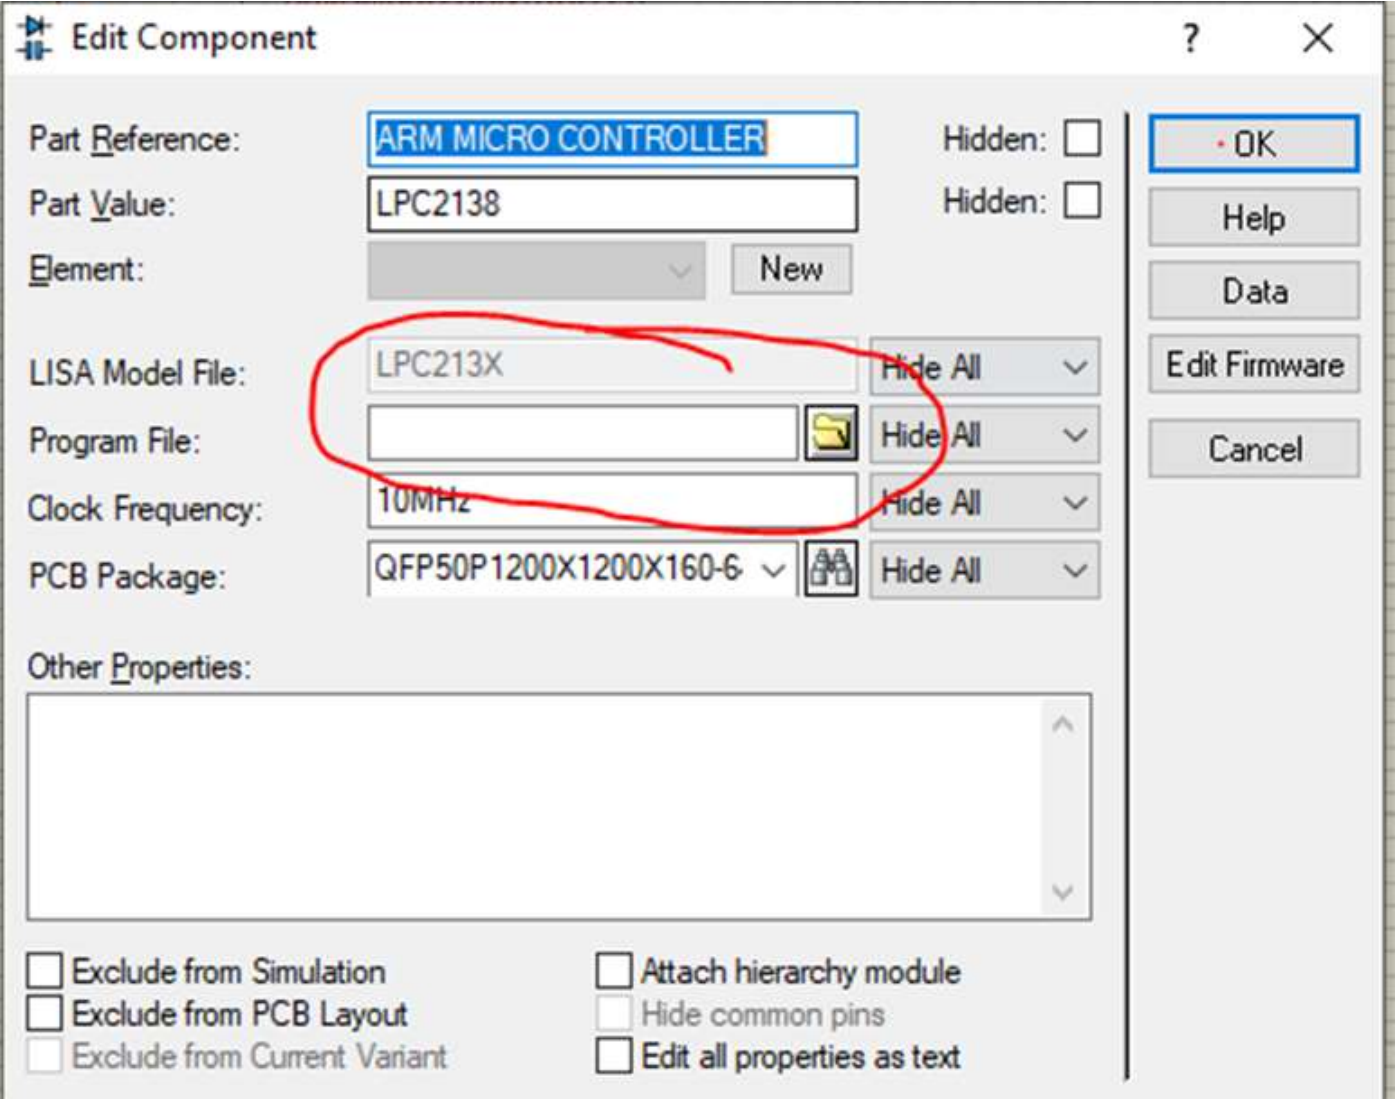 Edit Component ?
Part Reference: ARM MICRO CONTROLLER Hidden: OK
Part Value: LPC2138 Hidden: Help
Element: New Data
LISA Model File: LPC213X Hide All Edit Firmware
Program File: Hide All Cancel
Clock Frequency: 10MHz Hide All
PCB Package: QFP50P1200X1200X160-6 Hide All
Other Properties:
Exclude from Simulation Attach hierarchy module
Exclude from PCB Layout Hide common pins
Exclude from Current Variant Edit all properties as text